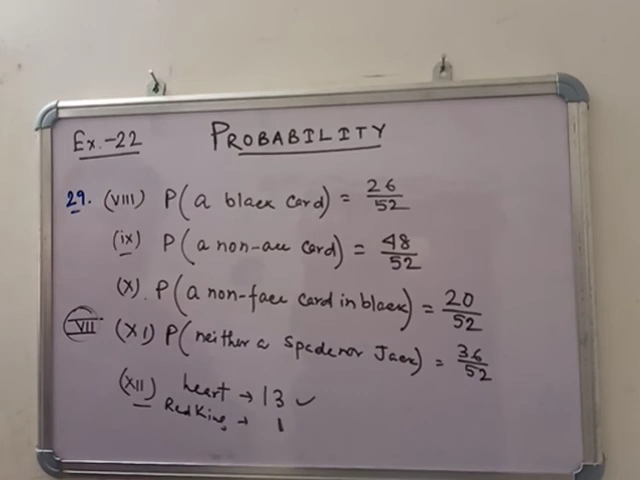 Ex.-22 PROBABILITY
29. (VIII) P(a black card) = 26/52
(ix) P(a non-ace card) = 48/52
(X). P(a non-face card in black) = 20/52
VII (XI) P(neither a spade nor Jack) = 36/52
(XII) heart → 13 ✓
Red King → 1